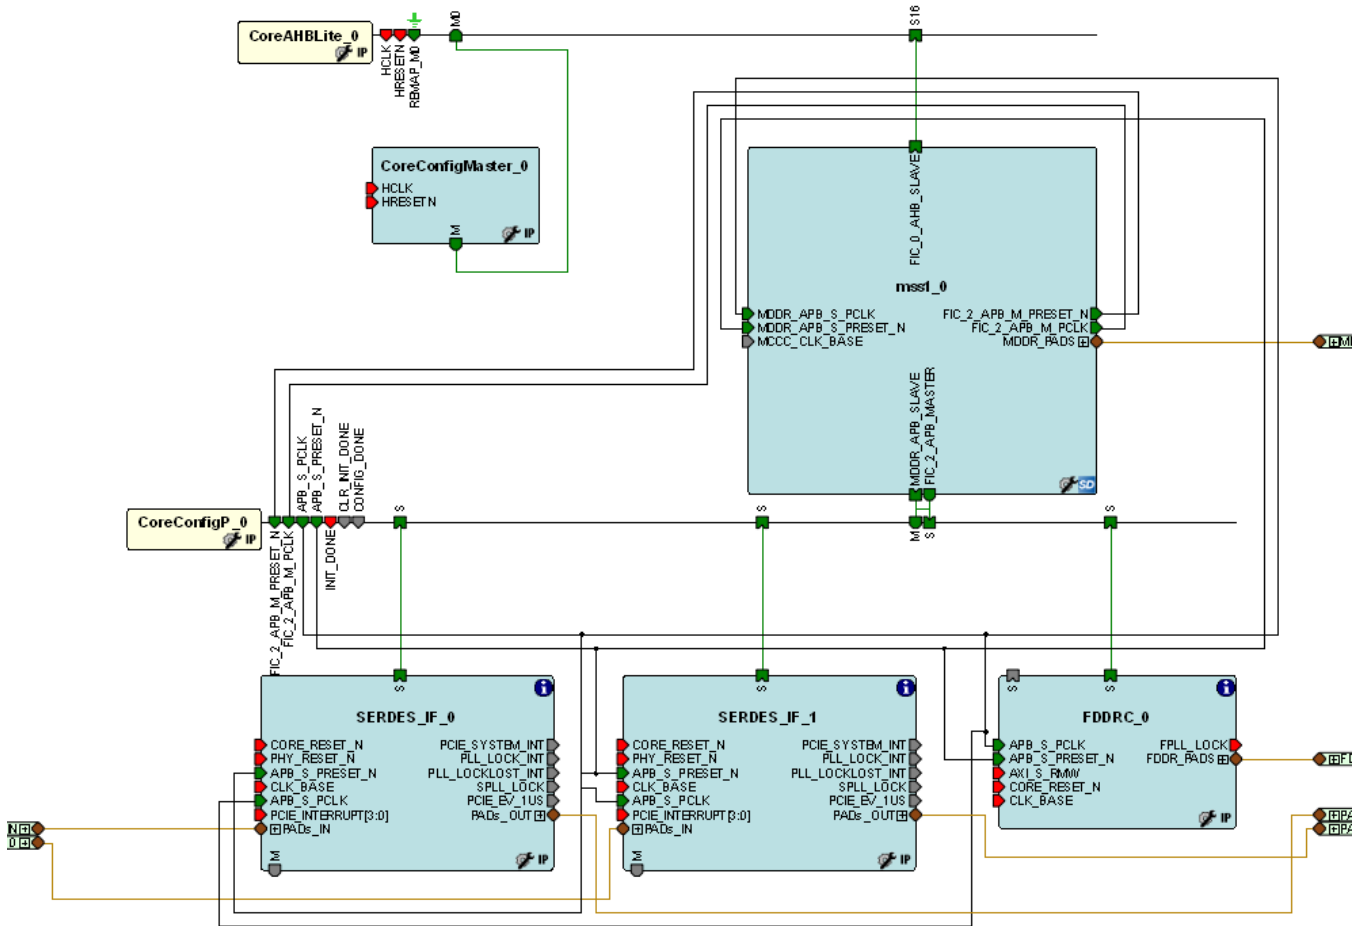 CoreAHBLite_0
IP
HCLK
HRESETN
REMAP_M0
M0
S16
CoreConfigMaster_0
HCLK
HRESETN
M
IP
FIC_0_AHB_SLAVE
mss1_0
MDDR_APB_S_PCLK
MDDR_APB_S_PRESET_N
MCCC_CLK_BASE
FIC_2_APB_M_PRESET_N
FIC_2_APB_M_PCLK
MDDR_PADS
MDDR_APB_SLAVE
FIC_2_APB_MASTER
SD
CoreConfigP_0
IP
FIC_2_APB_M_PRESET_N
FIC_2_APB_M_PCLK
APB_S_PCLK
APB_S_PRESET_N
INIT_DONE
CLR_INIT_DONE
CONFIG_DONE
S
S
M
S
S
S
SERDES_IF_0
CORE_RESET_N
PHY_RESET_N
APB_S_PRESET_N
CLK_BASE
APB_S_PCLK
PCIE_INTERRUPT[3:0]
PADs_IN
PCIE_SYSTEM_INT
PLL_LOCK_INT
PLL_LOCKLOST_INT
SPLL_LOCK
PCIE_EV_1US
PADs_OUT
M
IP
S
SERDES_IF_1
CORE_RESET_N
PHY_RESET_N
APB_S_PRESET_N
CLK_BASE
APB_S_PCLK
PCIE_INTERRUPT[3:0]
PADs_IN
PCIE_SYSTEM_INT
PLL_LOCK_INT
PLL_LOCKLOST_INT
SPLL_LOCK
PCIE_EV_1US
PADs_OUT
M
IP
S
S
FDDRC_0
APB_S_PCLK
APB_S_PRESET_N
AXI_S_RMW
CORE_RESET_N
CLK_BASE
FPLL_LOCK
FDDR_PADS
IP